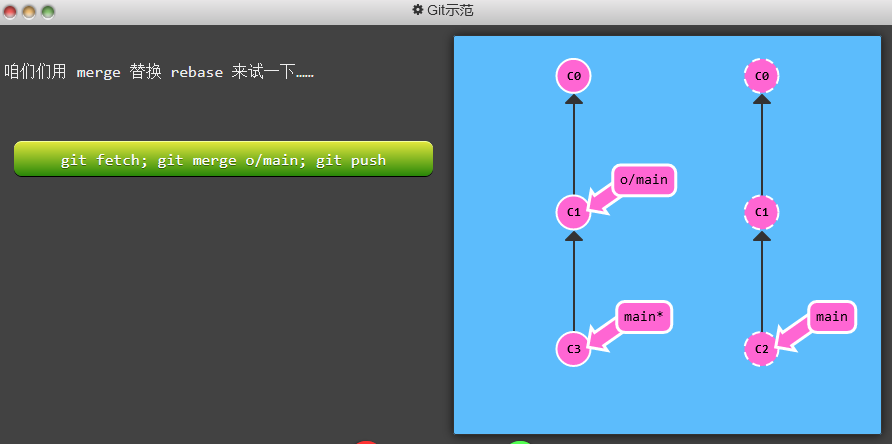 Git示范
咱们们用 merge 替换 rebase 来试一下……
git fetch; git merge o/main; git push
C0
C0
o/main
C1
C1
main*
main
C3
C2